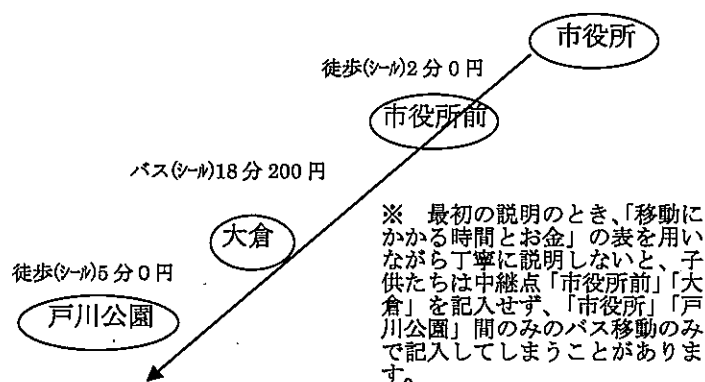 市役所
徒歩(シール)2分0円
市役所前
バス(シール)18分200円
大倉
徒歩(シール)5分0円
戸川公園
※　最初の説明のとき、「移動に
かかる時間とお金」の表を用い
ながら丁寧に説明しないと、子
供たちは中継点「市役所前」「大
倉」を記入せず、「市役所」「戸
川公園」間のみのバス移動のみ
で記入してしまうことがありま
す。